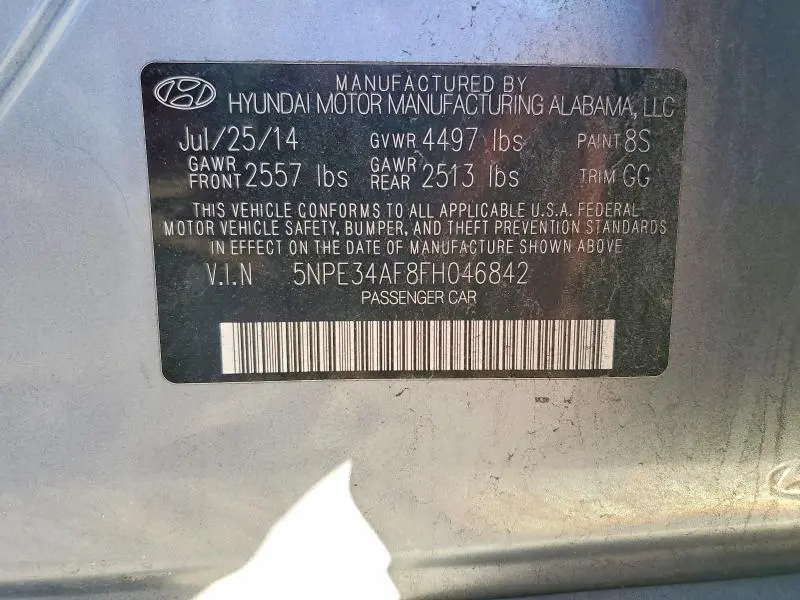 MANUFACTURED BY
HYUNDAI MOTOR MANUFACTURING ALABAMA, LLC
Jul/25/14 GVWR 4497 lbs PAINT 8S
GAWR FRONT 2557 lbs GAWR REAR 2513 lbs TRIM GG
THIS VEHICLE CONFORMS TO ALL APPLICABLE U.S.A. FEDERAL
MOTOR VEHICLE SAFETY, BUMPER, AND THEFT PREVENTION STANDARDS
IN EFFECT ON THE DATE OF MANUFACTURE SHOWN ABOVE
V.I.N 5NPE34AF8FH046842
PASSENGER CAR